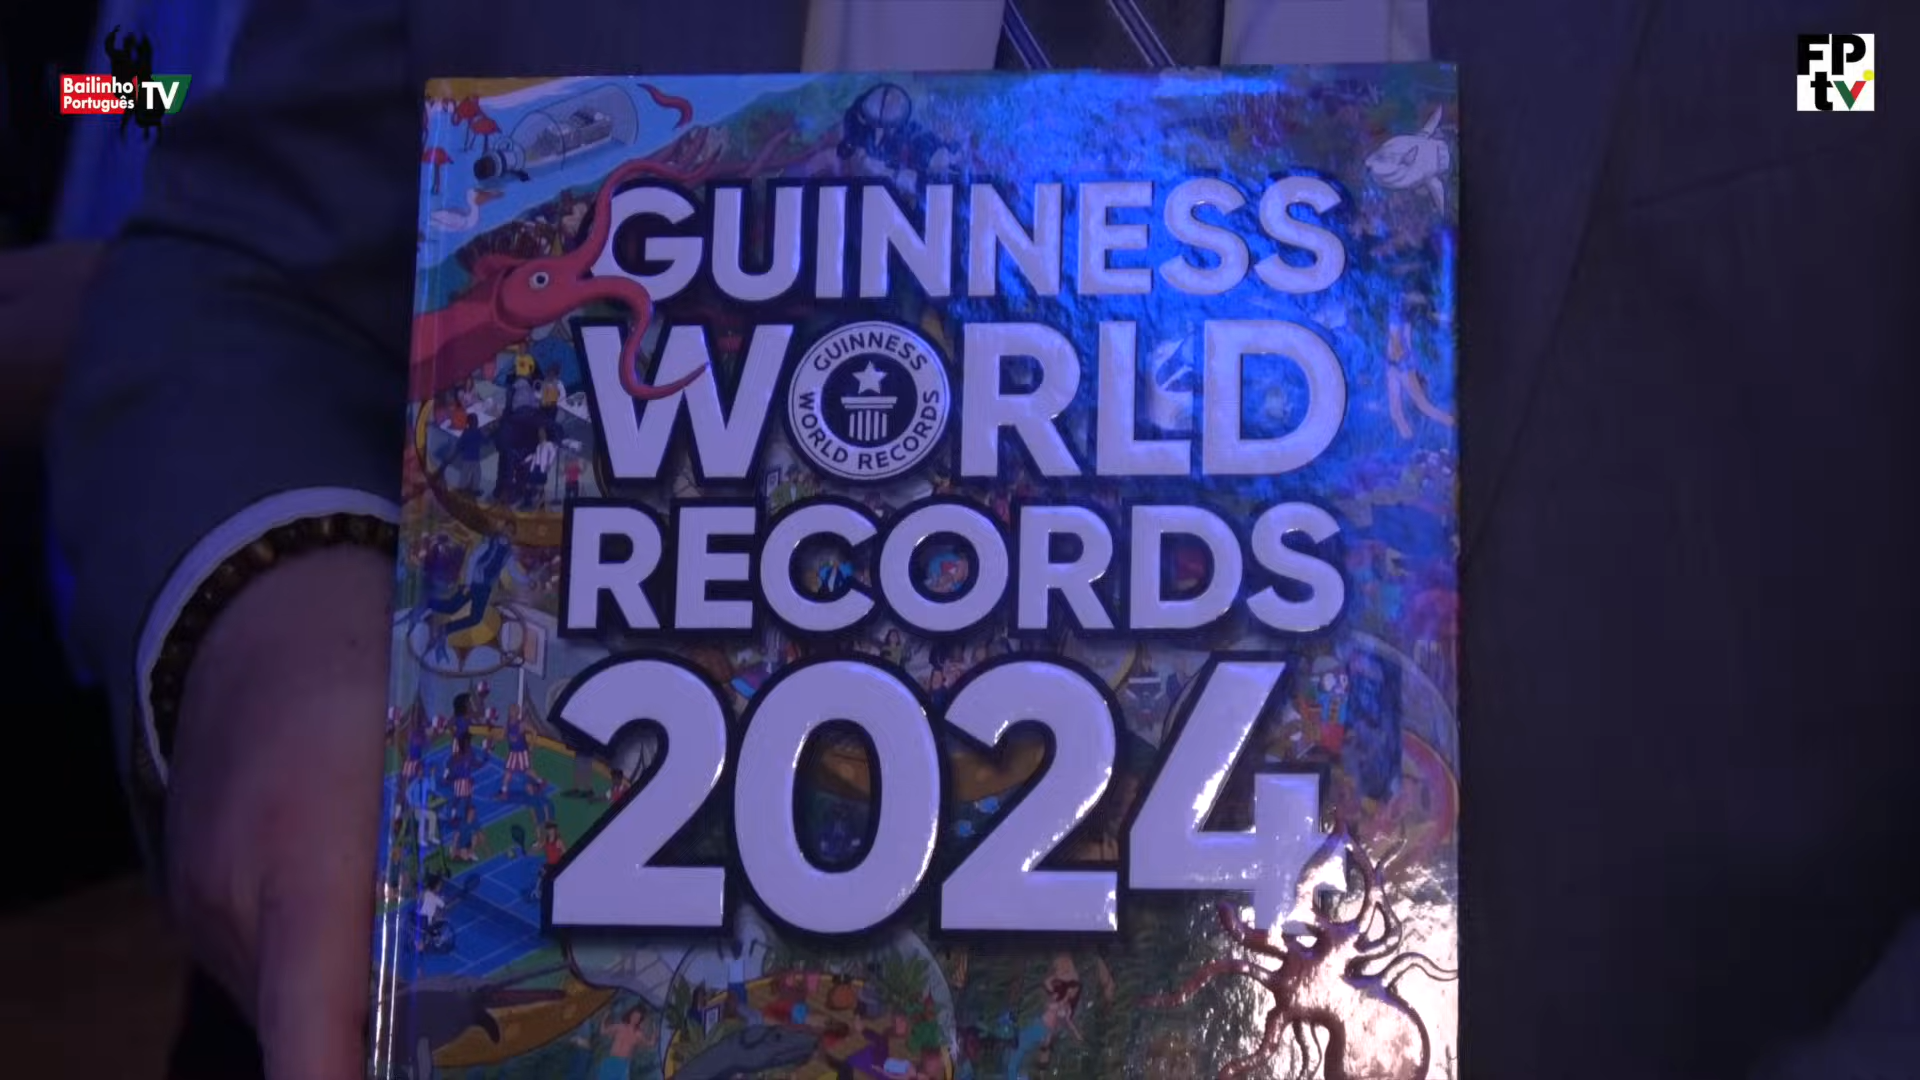 Bailinho
Português TV
FP
tv
GUINNESS
WORLD
GUINNESS
WORLD RECORDS
RECORDS
2024